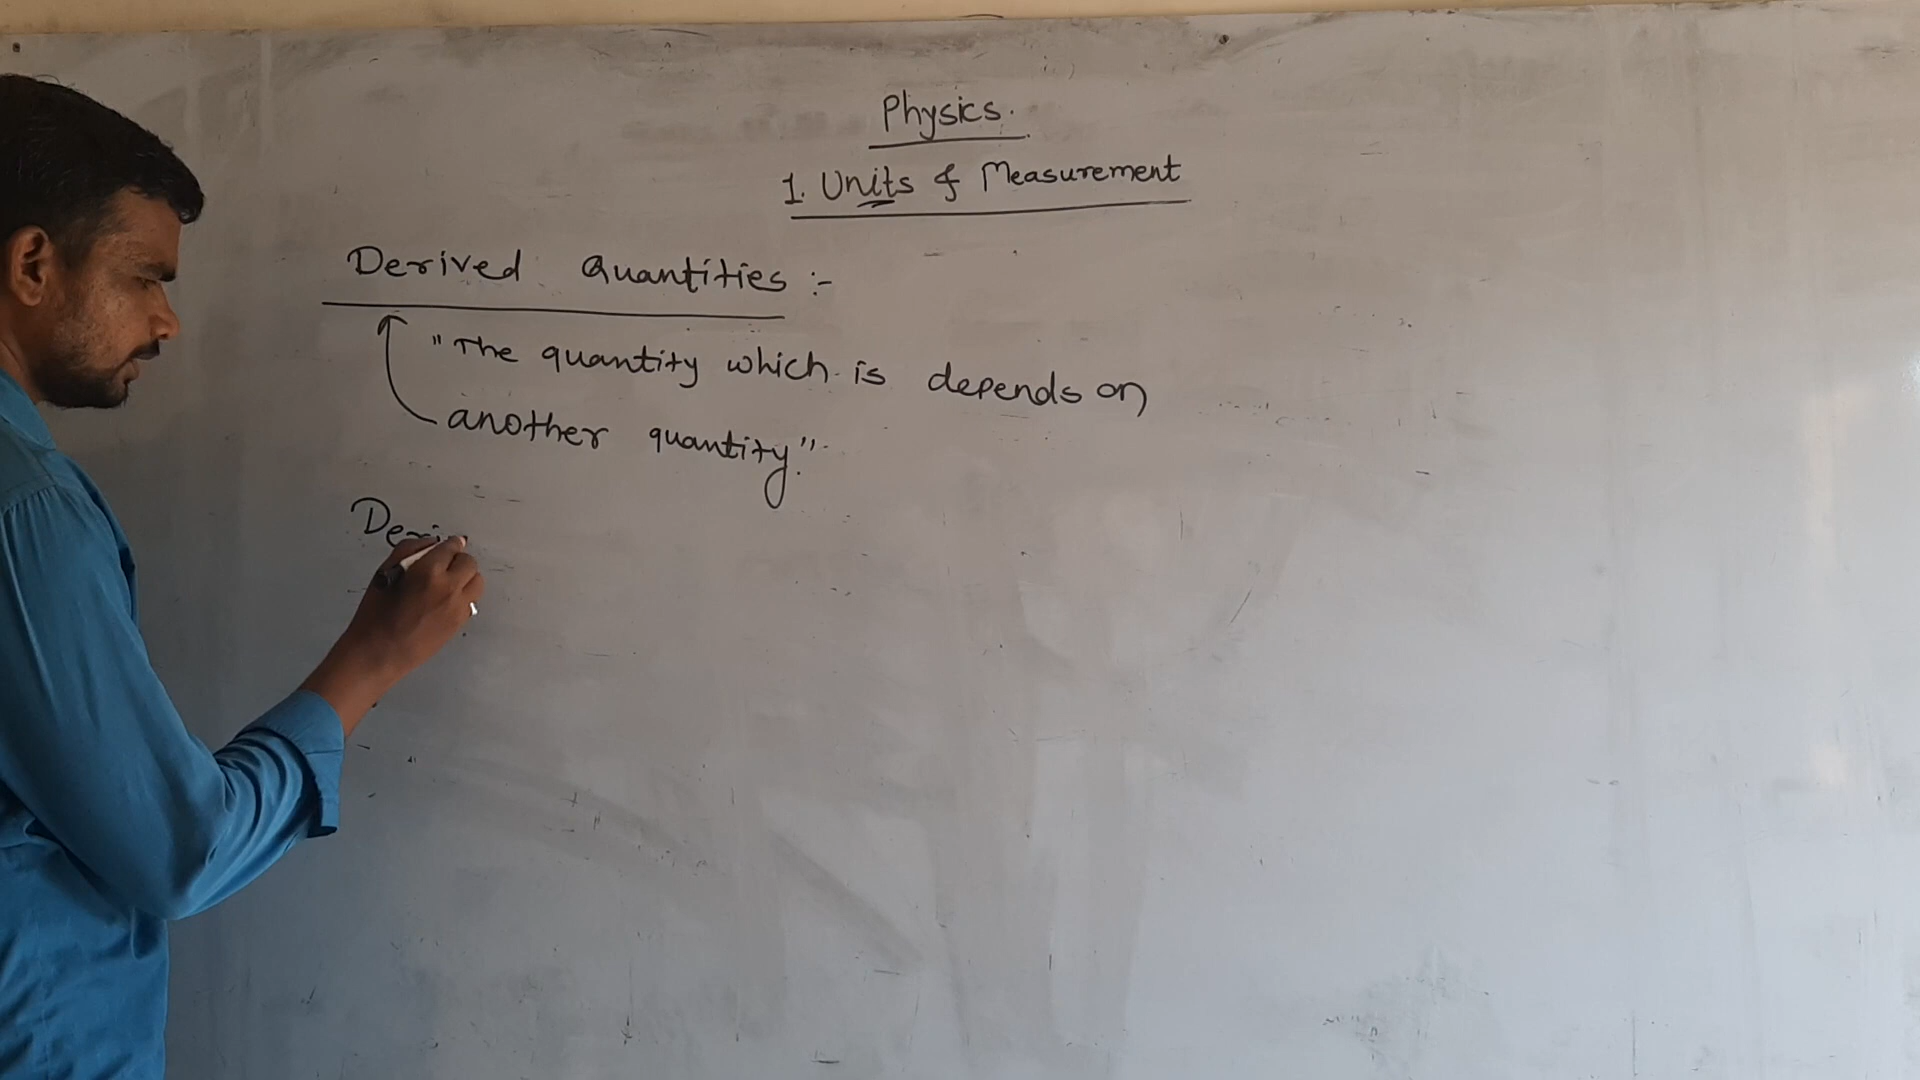 Physics.
1. Units & Measurement
Derived Quantities :-
"The quantity which is depends on
another quantity."